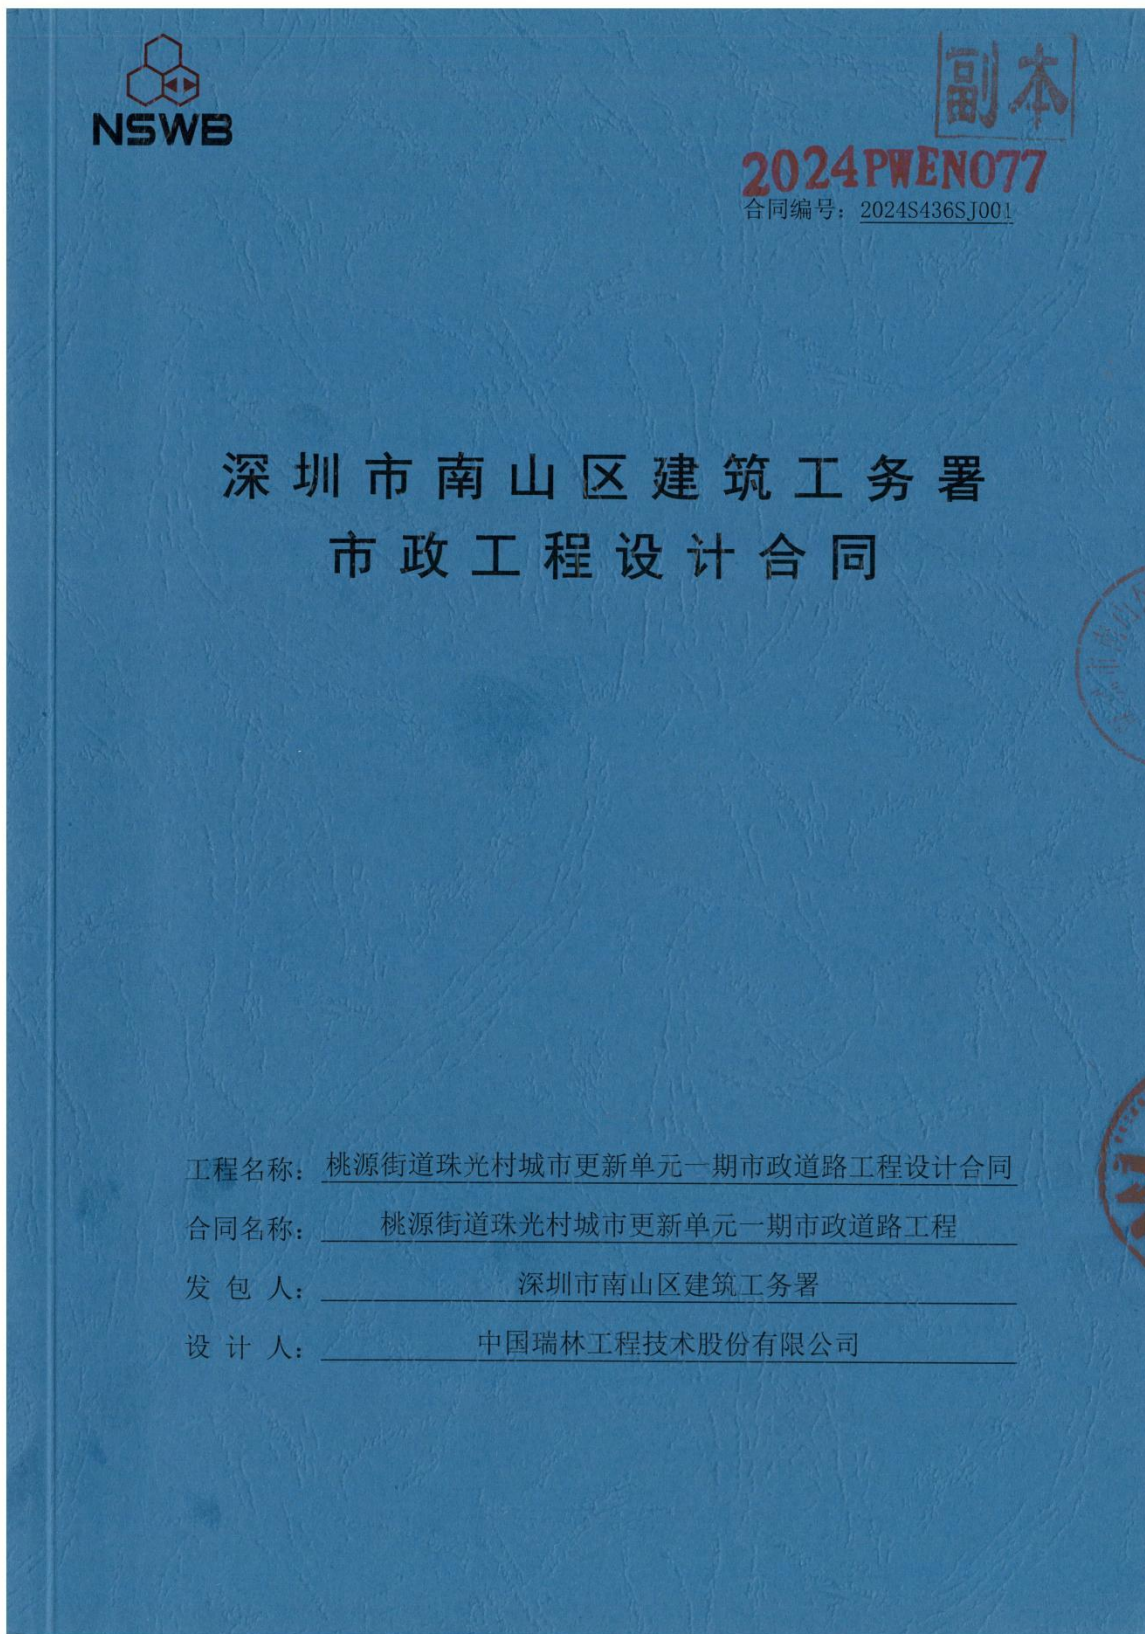 NSWB
副本
2024PWEN077
合同编号：2024S436SJ001
深圳市南山区建筑工务署
市政工程设计合同
工程名称：桃源街道珠光村城市更新单元一期市政道路工程设计合同
合同名称：桃源街道珠光村城市更新单元一期市政道路工程
发包人：深圳市南山区建筑工务署
设计人：中国瑞林工程技术股份有限公司